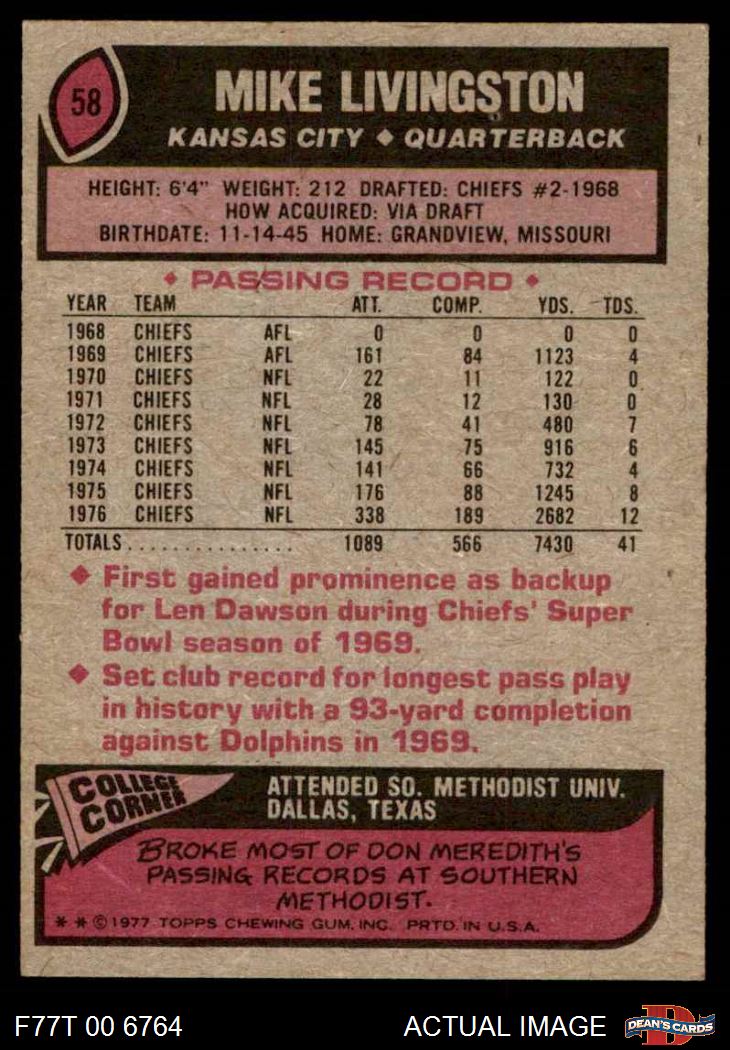 58
MIKE LIVINGSTON
KANSAS CITY ◆ QUARTERBACK
HEIGHT: 6'4" WEIGHT: 212 DRAFTED: CHIEFS #2-1968
HOW ACQUIRED: VIA DRAFT
BIRTHDATE: 11-14-45 HOME: GRANDVIEW, MISSOURI
◆ PASSING RECORD ◆
YEAR TEAM ATT. COMP. YDS. TDS.
1968 CHIEFS AFL 0 0 0 0
1969 CHIEFS AFL 161 84 1123 4
1970 CHIEFS NFL 22 11 122 0
1971 CHIEFS NFL 28 12 130 0
1972 CHIEFS NFL 78 41 480 7
1973 CHIEFS NFL 145 75 916 6
1974 CHIEFS NFL 141 66 732 4
1975 CHIEFS NFL 176 88 1245 8
1976 CHIEFS NFL 338 189 2682 12
TOTALS................ 1089 566 7430 41
◆ First gained prominence as backup
for Len Dawson during Chiefs' Super
Bowl season of 1969.
◆ Set club record for longest pass play
in history with a 93-yard completion
against Dolphins in 1969.
COLLEGE
CORNER
ATTENDED SO. METHODIST UNIV.
DALLAS, TEXAS
BROKE MOST OF DON MEREDITH'S
PASSING RECORDS AT SOUTHERN
METHODIST.
* * © 1977 TOPPS CHEWING GUM, INC. PRTD. IN U.S.A.
F77T 00 6764 ACTUAL IMAGE
D
DEAN'S CARDS